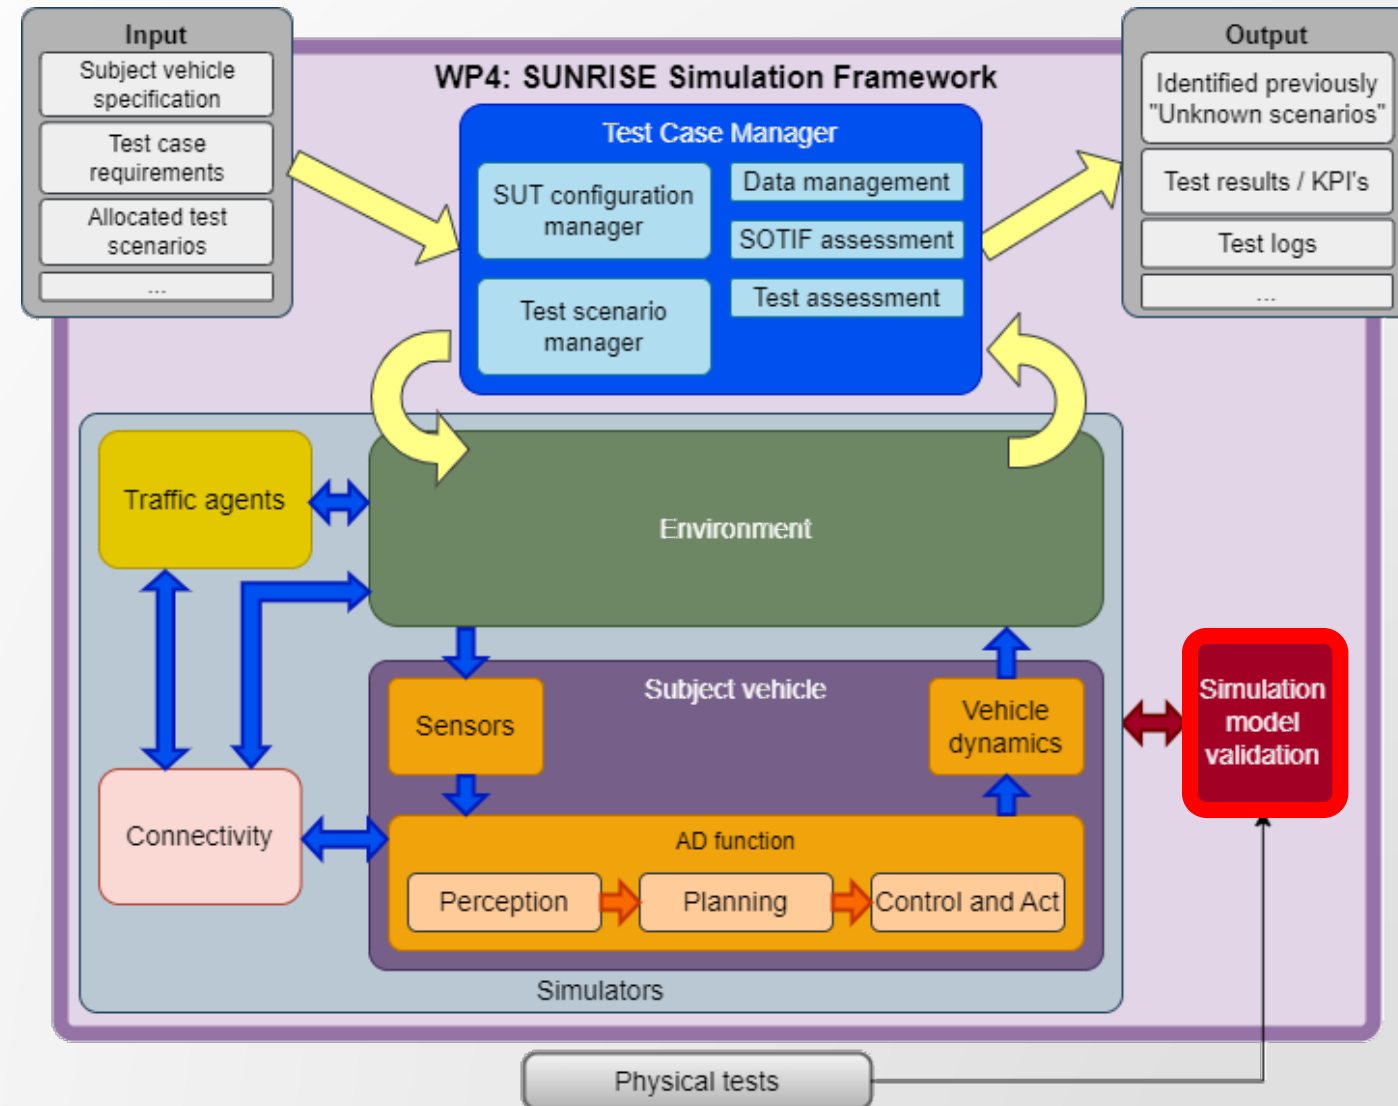 Input
Subject vehicle
specification
Test case
requirements
Allocated test
scenarios
...
WP4: SUNRISE Simulation Framework
Test Case Manager
SUT configuration
manager
Test scenario
manager
Data management
SOTIF assessment
Test assessment
Output
Identified previously
"Unknown scenarios"
Test results / KPI's
Test logs
...
Traffic agents
Environment
Subject vehicle
Sensors
Vehicle
dynamics
Simulation
model
validation
Connectivity
AD function
Perception
Planning
Control and Act
Simulators
Physical tests